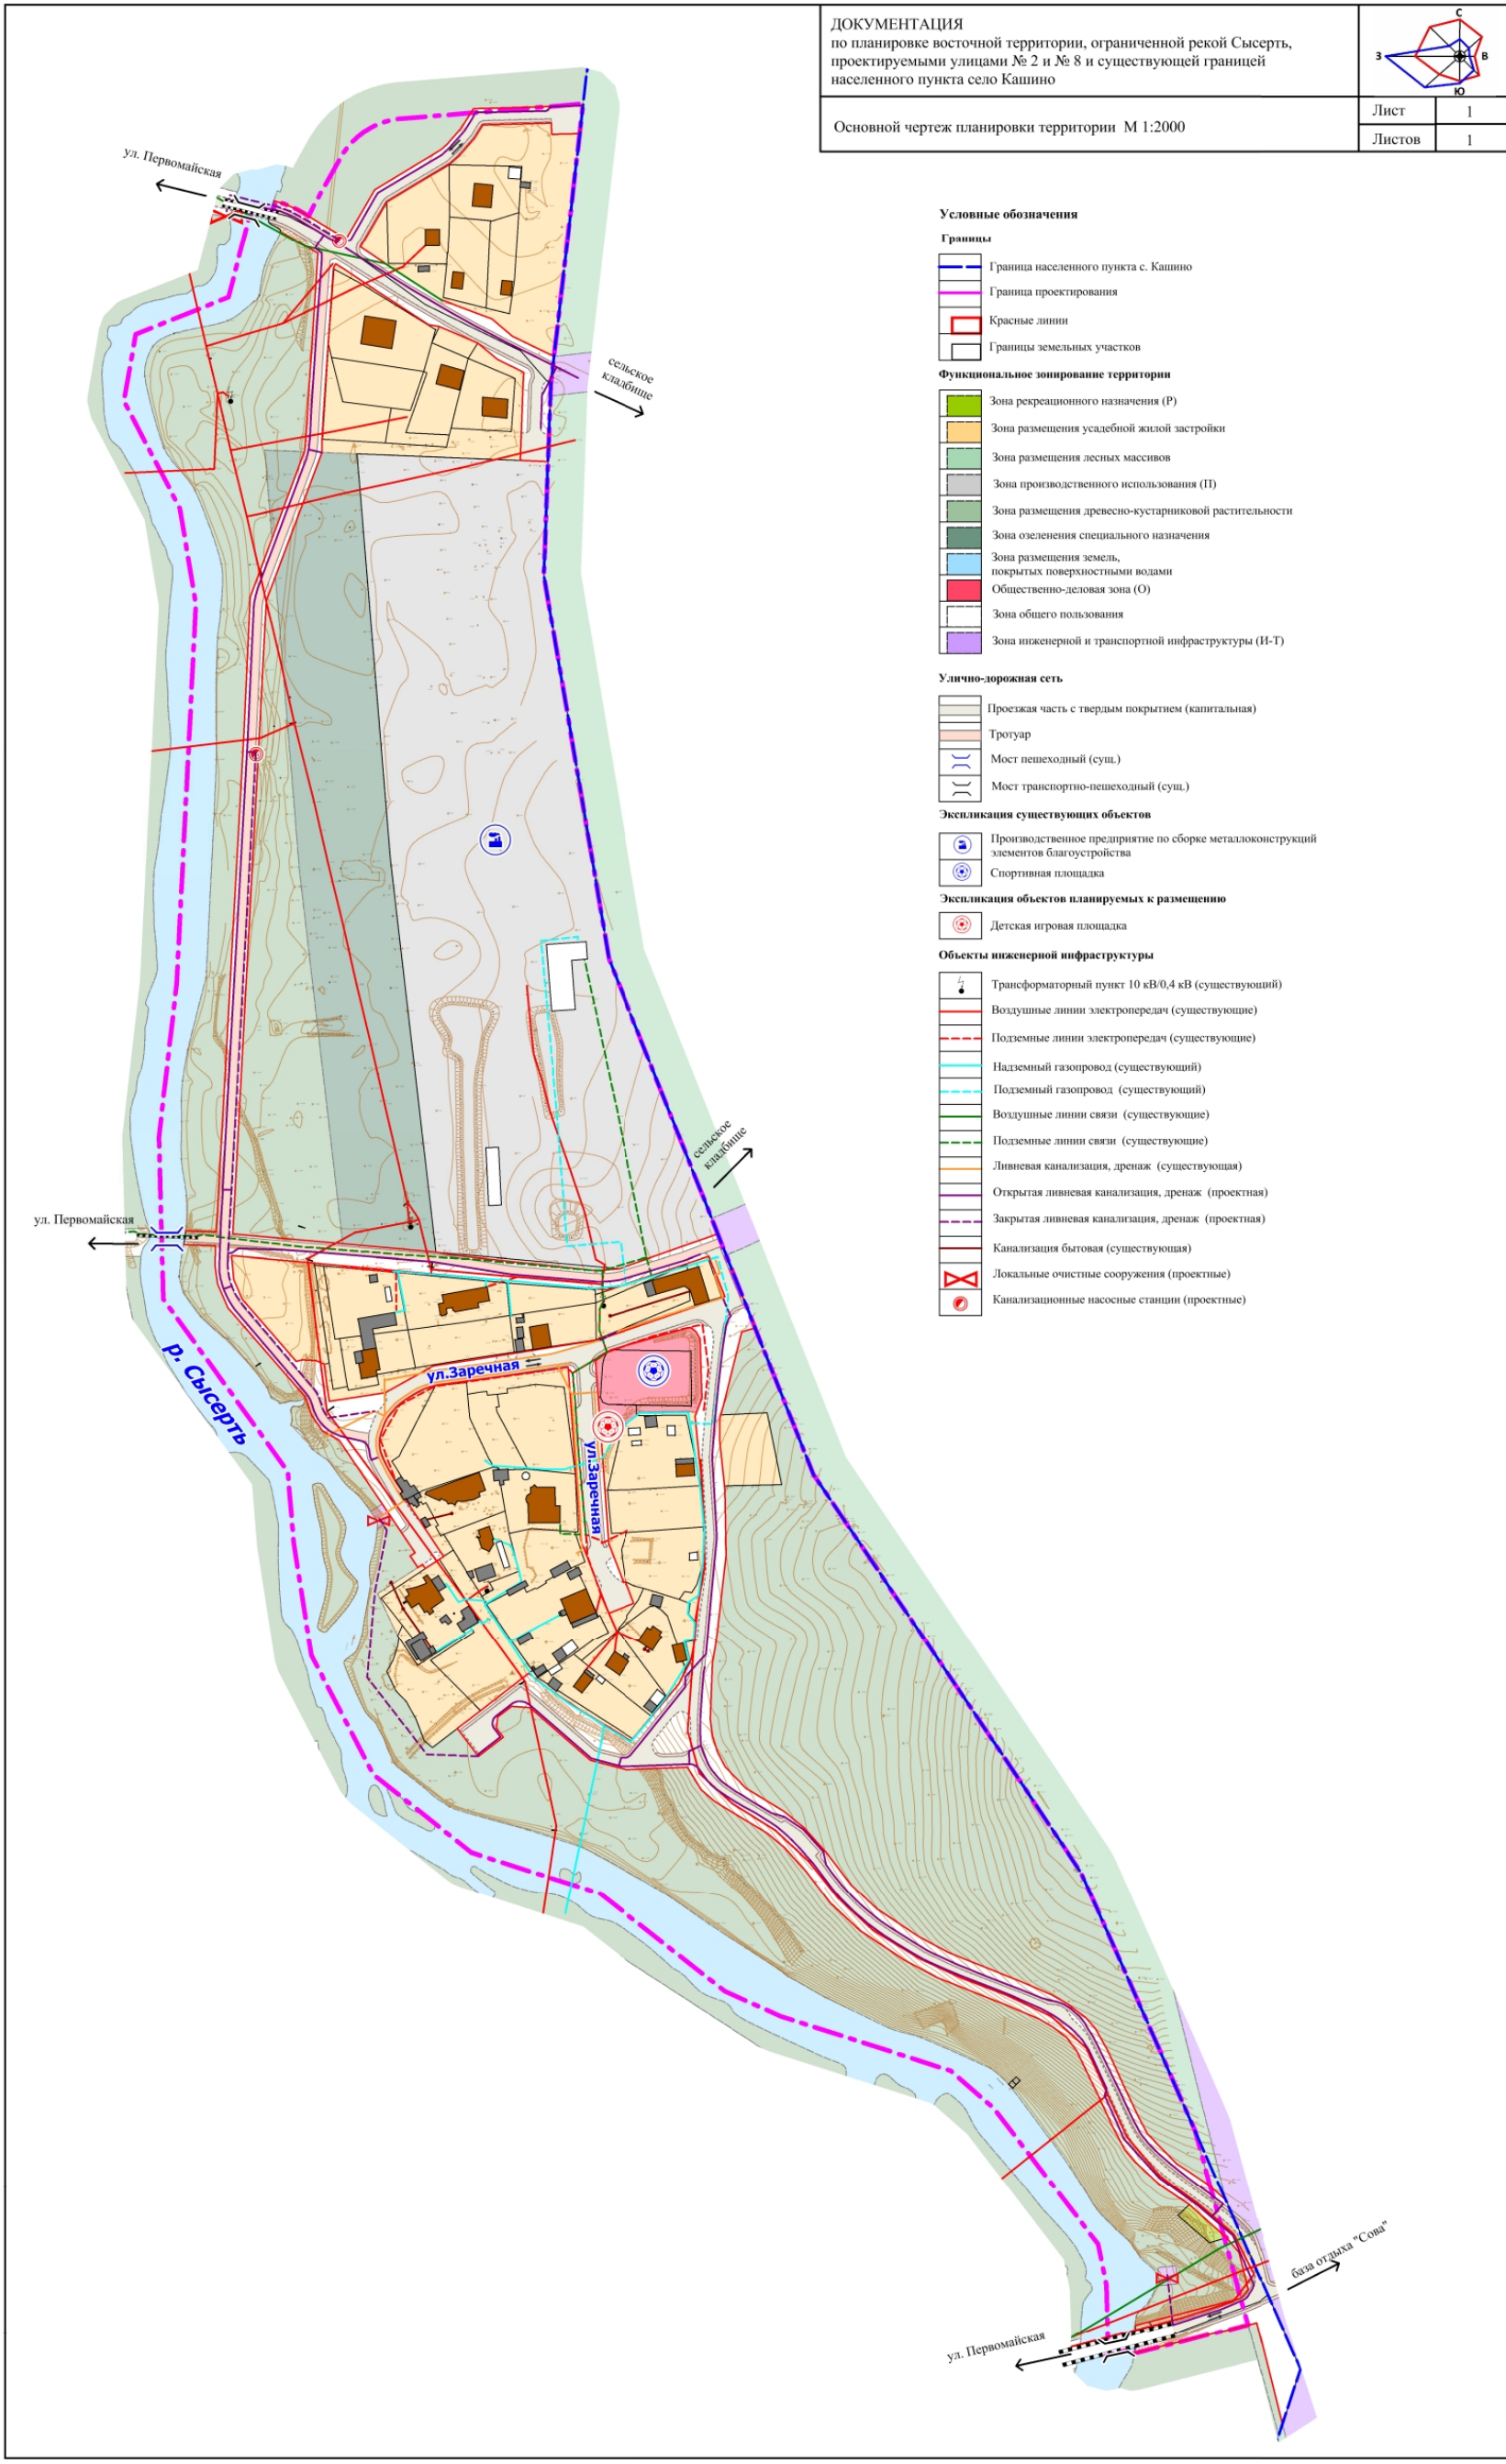 ДОКУМЕНТАЦИЯ
по планировке восточной территории, ограниченной рекой Сысерть,
проектируемыми улицами № 2 и № 8 и существующей границей
населенного пункта село Кашино
Основной чертеж планировки территории М 1:2000
С
З
В
Ю
Лист
1
Листов
1
ул. Первомайская
сельское
кладбище
Условные обозначения
Границы
Граница населенного пункта с. Кашино
Граница проектирования
Красные линии
Границы земельных участков
Функциональное зонирование территории
Зона рекреационного назначения (Р)
Зона размещения усадебной жилой застройки
Зона размещения лесных массивов
Зона производственного использования (П)
Зона размещения древесно-кустарниковой растительности
Зона озеленения специального назначения
Зона размещения земель,
покрытых поверхностными водами
Общественно-деловая зона (О)
Зона общего пользования
Зона инженерной и транспортной инфраструктуры (И-Т)
Улично-дорожная сеть
Проезжая часть с твердым покрытием (капитальная)
Тротуар
Мост пешеходный (сущ.)
Мост транспортно-пешеходный (сущ.)
Экспликация существующих объектов
Производственное предприятие по сборке металлоконструкций
элементов благоустройства
Спортивная площадка
Экспликация объектов планируемых к размещению
Детская игровая площадка
Объекты инженерной инфраструктуры
Трансформаторный пункт 10 кВ/0,4 кВ (существующий)
Воздушные линии электропередач (существующие)
Подземные линии электропередач (существующие)
Надземный газопровод (существующий)
Подземный газопровод (существующий)
Воздушные линии связи (существующие)
Подземные линии связи (существующие)
Ливневая канализация, дренаж (существующая)
Открытая ливневая канализация, дренаж (проектная)
Закрытая ливневая канализация, дренаж (проектная)
Канализация бытовая (существующая)
Локальные очистные сооружения (проектные)
Канализационные насосные станции (проектные)
сельское
кладбище
ул. Первомайская
р. Сысерть
ул.Заречная
ул.Заречная
база отдыха "Сова"
ул. Первомайская